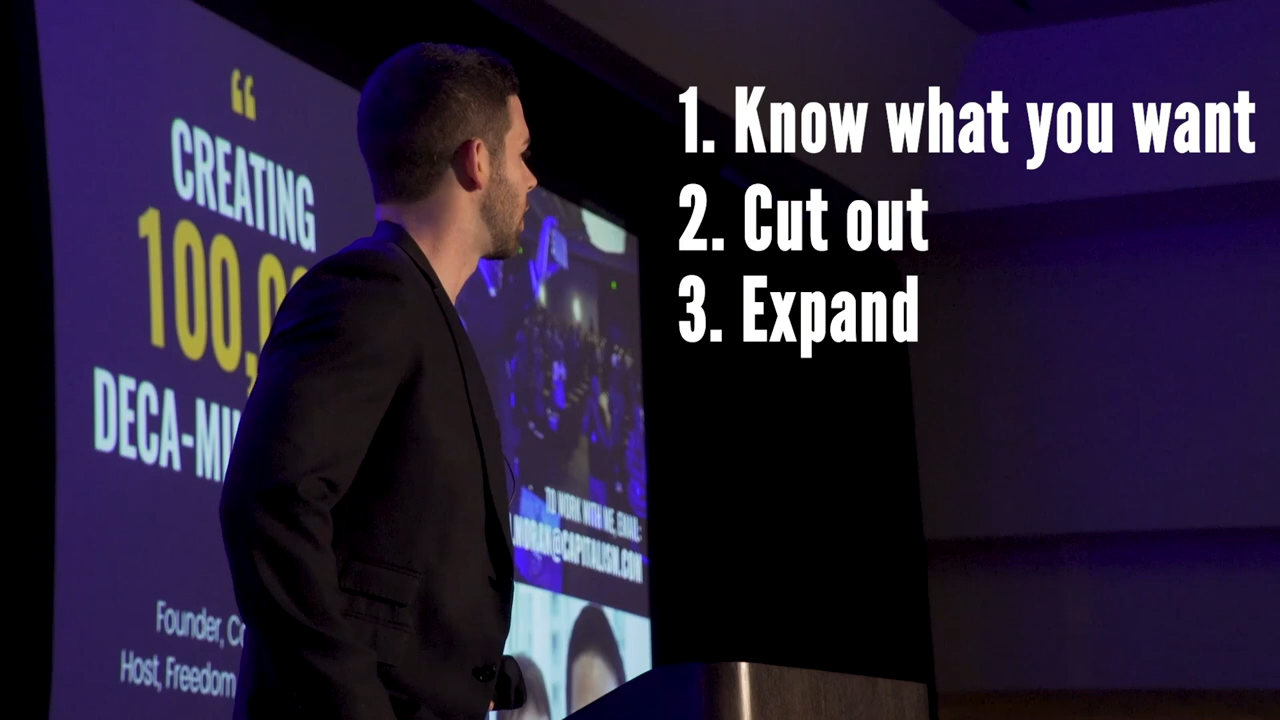 “
CREATING
100,0
DECA-MI
Founder, C
Host, Freedom
TO WORK WITH ME, EMAIL:
@CAPITALISM.COM
1. Know what you want
2. Cut out
3. Expand